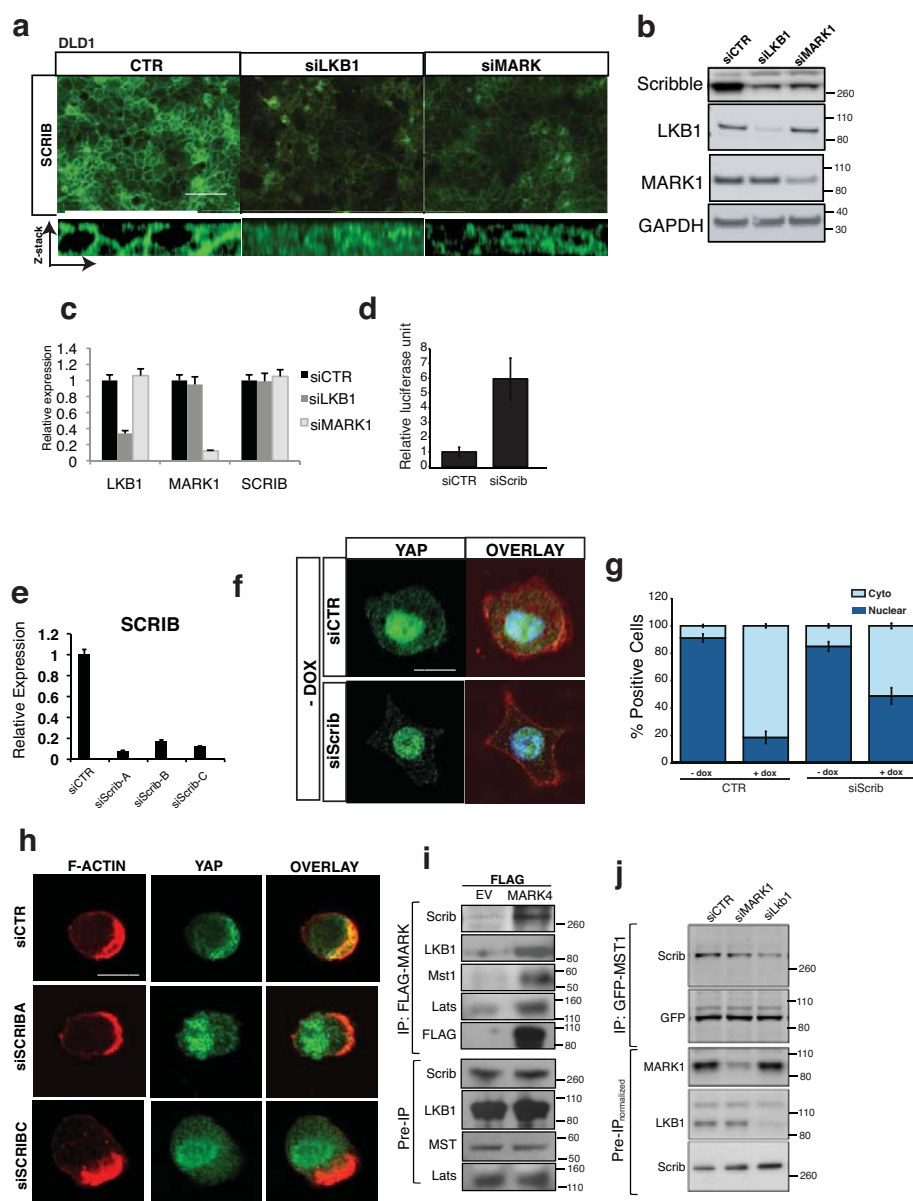 a
DLD1
CTR
siLKB1
siMARK
SCRIB
Z-stack
b
siCTR
siLKB1
siMARK1
Scribble
260
LKB1
110
80
MARK1
110
80
GAPDH
40
30
c
Relative expression
1.4
1.2
1
0.8
0.6
0.4
0.2
0
LKB1
MARK1
SCRIB
siCTR
siLKB1
siMARK1
d
Relative luciferase unit
8
7
6
5
4
3
2
1
siCTR
siScrib
e
SCRIB
Relative Expression
1.2
1
0.8
0.6
0.4
0.2
0
siCTR
siScrib-A
siScrib-B
siScrib-C
f
YAP
OVERLAY
- DOX
siCTR
siScrib
g
Cyto
Nuclear
% Positive Cells
100
80
60
40
20
0
- dox
+ dox
- dox
+ dox
CTR
siScrib
h
F-ACTIN
YAP
OVERLAY
siCTR
siSCRIBA
siSCRIBC
i
FLAG
EV
MARK4
IP: FLAG-MARK
Scrib
260
LKB1
80
Mst1
60
50
Lats
160
110
FLAG
110
80
Pre-IP
Scrib
260
LKB1
110
80
MST
60
50
Lats
160
110
j
siCTR
siMARK1
siLkb1
IP: GFP-MST1
Scrib
260
GFP
110
80
Pre-IPnormalized
MARK1
110
80
LKB1
110
80
Scrib
260